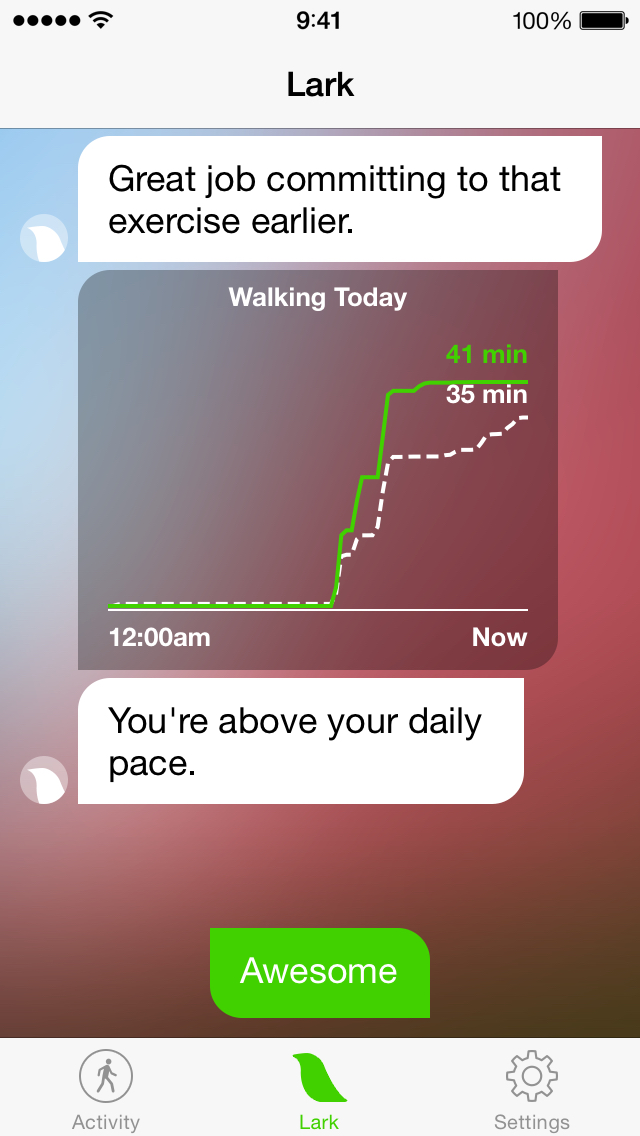 9:41
100%
Lark
Great job committing to that
exercise earlier.
Walking Today
41 min
35 min
12:00am
Now
You're above your daily
pace.
Awesome
Activity
Lark
Settings